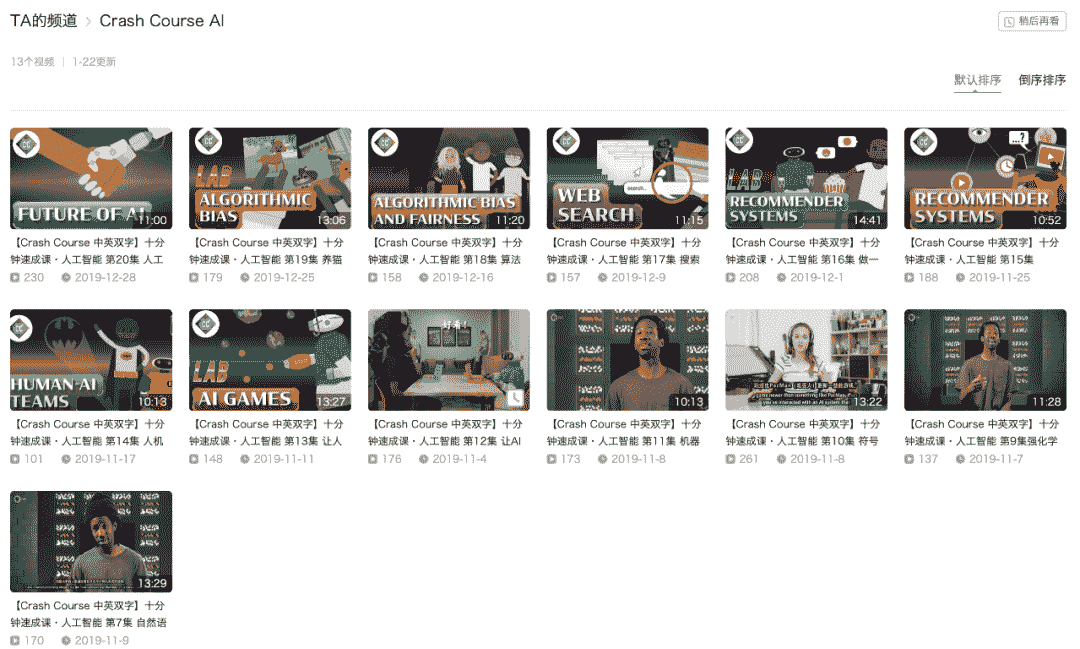 TA的频道 > Crash Course AI
稍后再看
13个视频 | 1-22更新
默认排序 倒序排序
CC
FUTURE OF AI
11:00
【Crash Course 中英双字】十分
钟速成课·人工智能 第20集 人工
230 2019-12-28
CC
LAB
ALGORITHMIC
BIAS
13:06
【Crash Course 中英双字】十分
钟速成课·人工智能 第19集 养猫
179 2019-12-25
CC
ALGORITHMIC BIAS
AND FAIRNESS
11:20
【Crash Course 中英双字】十分
钟速成课·人工智能 第18集 算法
158 2019-12-16
CC
search...
WEB
SEARCH
11:15
【Crash Course 中英双字】十分
钟速成课·人工智能 第17集 搜索
157 2019-12-9
CC
LAB
RECOMMENDER
SYSTEMS
14:41
【Crash Course 中英双字】十分
钟速成课·人工智能 第16集 做一
208 2019-12-1
CC
...?
RECOMMENDER
SYSTEMS
10:52
【Crash Course 中英双字】十分
钟速成课·人工智能 第15集
188 2019-11-25
CC
HUMAN-AI
TEAMS
10:13
【Crash Course 中英双字】十分
钟速成课·人工智能 第14集 人机
101 2019-11-17
CC
LAB
AI GAMES
13:27
【Crash Course 中英双字】十分
钟速成课·人工智能 第13集 让人
148 2019-11-11
好看!
【Crash Course 中英双字】十分
钟速成课·人工智能 第12集 让AI
176 2019-11-4
10:13
【Crash Course 中英双字】十分
钟速成课·人工智能 第11集 机器
173 2019-11-8
13:22
【Crash Course 中英双字】十分
钟速成课·人工智能 第10集 符号
261 2019-11-8
11:28
【Crash Course 中英双字】十分
钟速成课·人工智能 第9集强化学
137 2019-11-7
13:29
【Crash Course 中英双字】十分
钟速成课·人工智能 第7集 自然语
170 2019-11-9